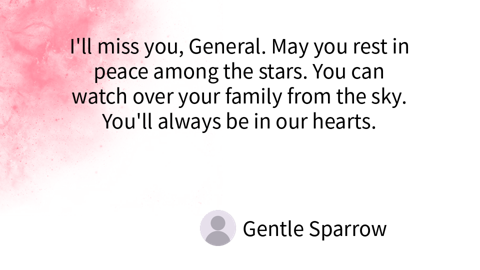 I'll miss you, General. May you rest in
peace among the stars. You can
watch over your family from the sky.
You'll always be in our hearts.
Gentle Sparrow